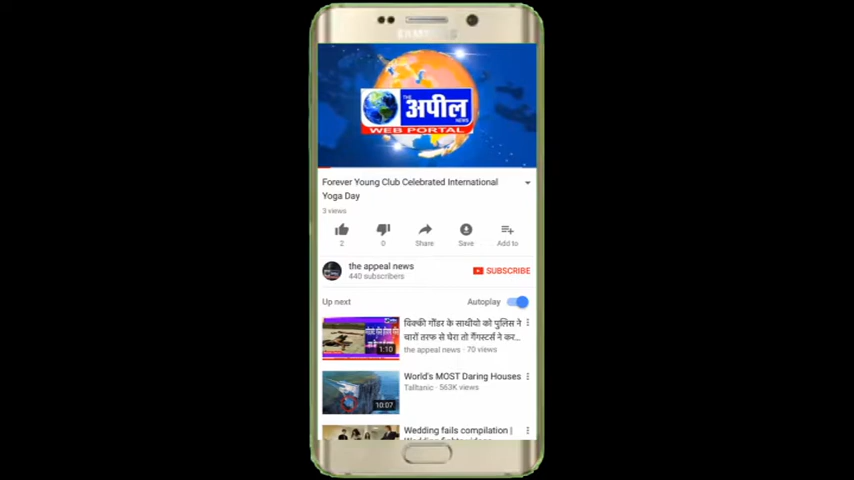 SAMSUNG
THE
अपील
NEWS
WEB PORTAL
Forever Young Club Celebrated International
Yoga Day
3 views
2
0
Share
Save
Add to
the appeal news
440 subscribers
SUBSCRIBE
Up next
Autoplay
विक्की गोंडर के साथीयो को पुलिस ने
चारों तरफ से घेरा तो गैंगस्टर्स ने कर...
the appeal news · 70 views
1:10
World's MOST Daring Houses
Talltanic · 563K views
10:07
Wedding fails compilation |